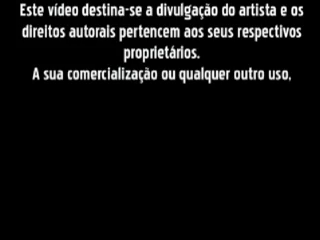 Este vídeo destina-se a divulgação do artista e os
direitos autorais pertencem aos seus respectivos
proprietários.
A sua comercialização ou qualquer outro uso,